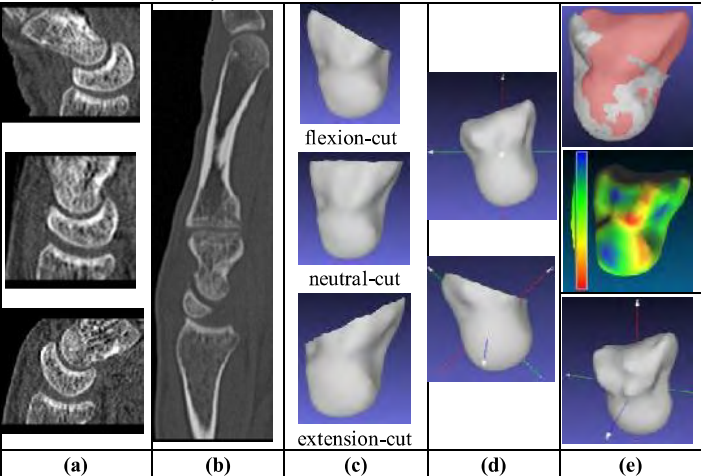 flexion-cut
neutral-cut
extension-cut
(a) (b) (c) (d) (e)